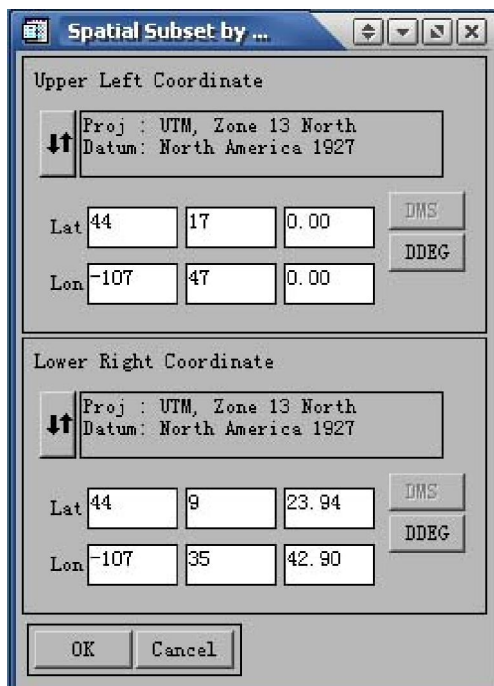 Spatial Subset by ...
Upper Left Coordinate
Proj : UTM, Zone 13 North
Datum: North America 1927
Lat 44 17 0.00
DMS
DDEG
Lon -107 47 0.00
Lower Right Coordinate
Proj : UTM, Zone 13 North
Datum: North America 1927
Lat 44 9 23.94
DMS
DDEG
Lon -107 35 42.90
OK Cancel